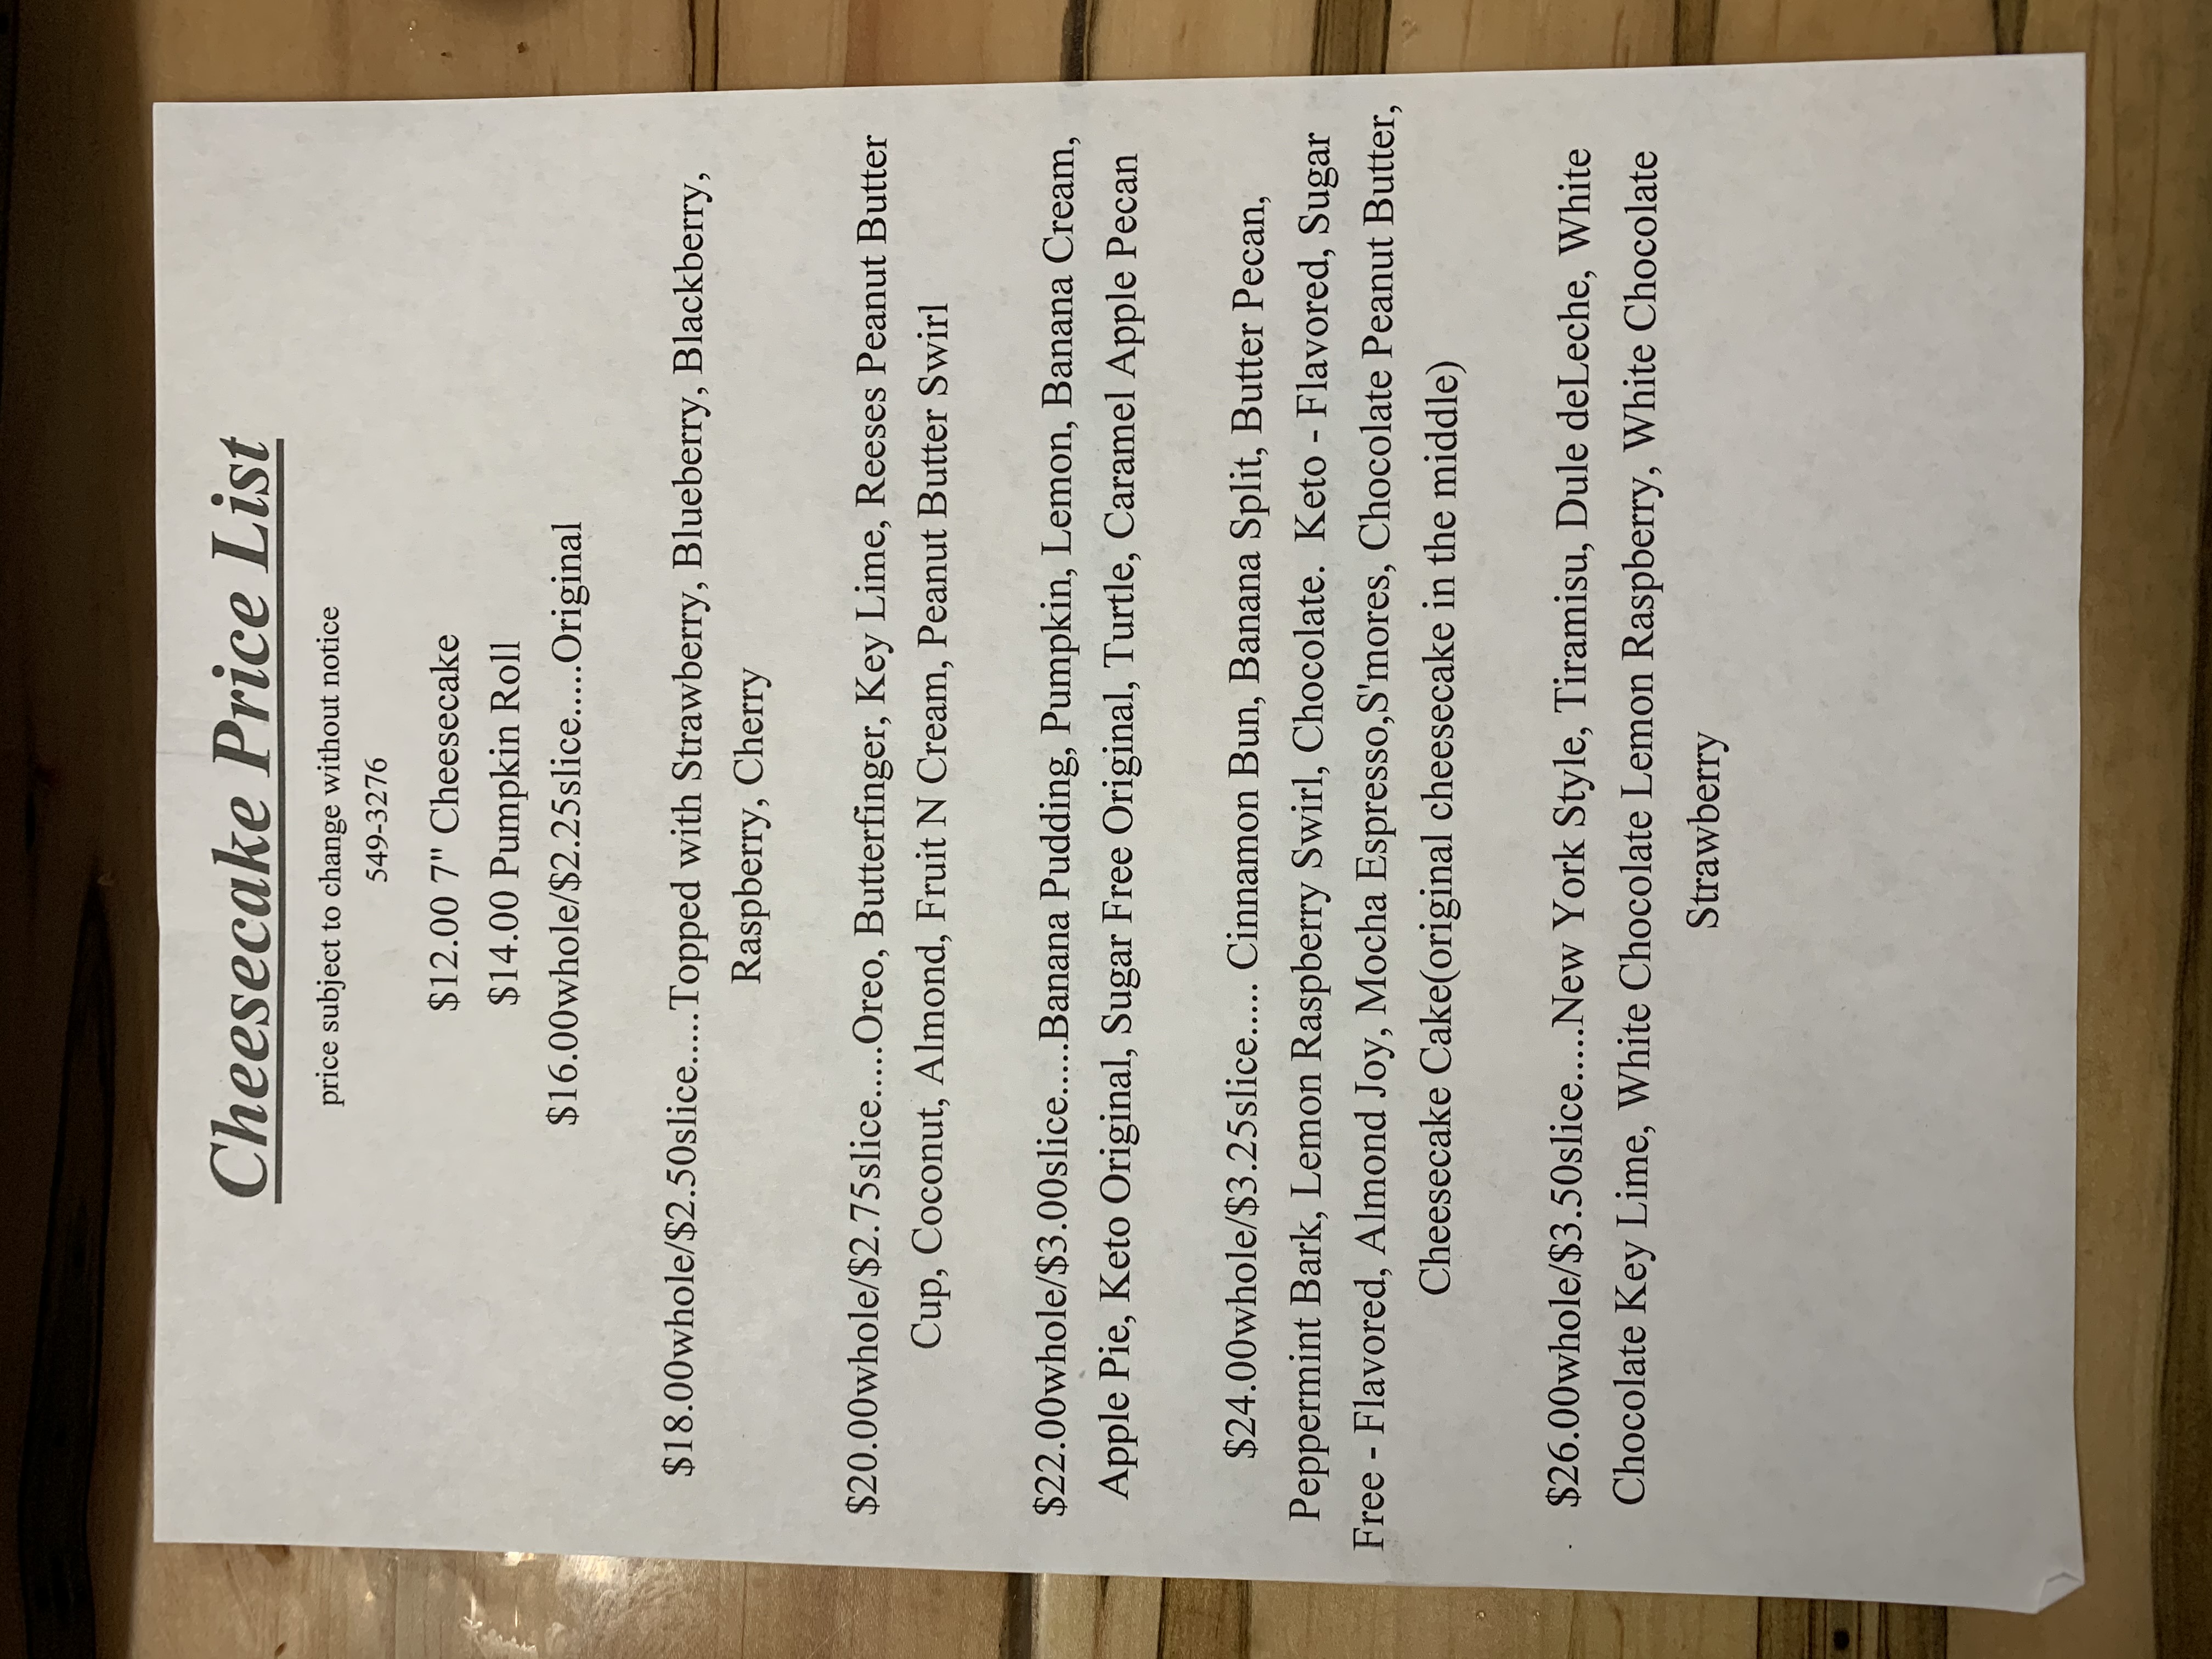 Cheesecake Price List
price subject to change without notice
549-3276
$12.00 7" Cheesecake
$14.00 Pumpkin Roll
$16.00whole/$2.25slice.....Original
$18.00whole/$2.50slice.....Topped with Strawberry, Blueberry, Blackberry,
Raspberry, Cherry
$20.00whole/$2.75slice.....Oreo, Butterfinger, Key Lime, Reeses Peanut Butter
Cup, Coconut, Almond, Fruit N Cream, Peanut Butter Swirl
$22.00whole/$3.00slice.....Banana Pudding, Pumpkin, Lemon, Banana Cream,
Apple Pie, Keto Original, Sugar Free Original, Turtle, Caramel Apple Pecan
$24.00whole/$3.25slice..... Cinnamon Bun, Banana Split, Butter Pecan,
Peppermint Bark, Lemon Raspberry Swirl, Chocolate.  Keto - Flavored, Sugar
Free - Flavored, Almond Joy, Mocha Espresso,S'mores, Chocolate Peanut Butter,
Cheesecake Cake(original cheesecake in the middle)
$26.00whole/$3.50slice.....New York Style, Tiramisu, Dule deLeche, White
Chocolate Key Lime, White Chocolate Lemon Raspberry, White Chocolate
Strawberry